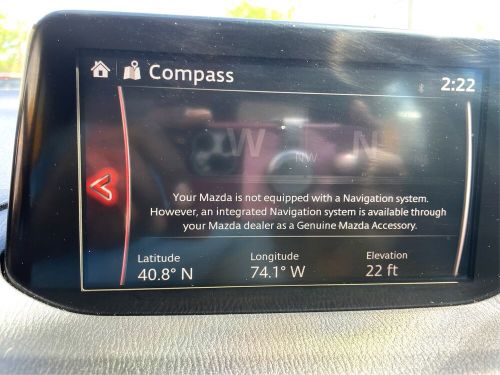 Compass
2:22
W
NW
N
Your Mazda is not equipped with a Navigation system.
However, an integrated Navigation system is available through
your Mazda dealer as a Genuine Mazda Accessory.
Latitude
Longitude
Elevation
40.8° N
74.1° W
22 ft